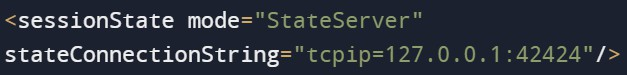 <sessionState mode="StateServer"
stateConnectionString="tcpip=127.0.0.1:42424"/>